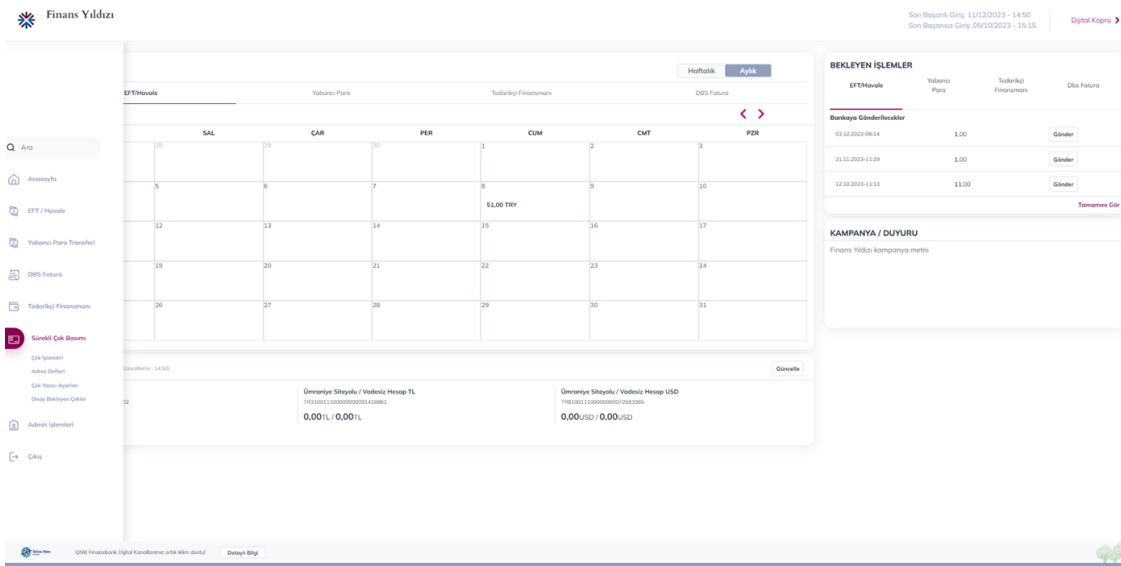 Finans Yıldızı
Son Başarılı Giriş: 11/12/2023 - 14:50
Son Başarısız Giriş: 05/10/2023 - 15:15
Dijital Köprü
Ara
Anasayfa
EFT / Havale
Yabancı Para Transferi
DBS Fatura
Tedarikçi Finansmanı
Sürekli Çek Basımı
Çek İşlemleri
Adres Defteri
Çek Yazıcı Ayarları
Onay Bekleyen Çekler
Admin İşlemleri
Çıkış
Haftalık Aylık
EFT/Havale Yabancı Para Tedarikçi Finansmanı DBS Fatura
SAL ÇAR PER CUM CMT PZR
28 29 30 1 2 3
5 6 7 8 9 10
51,00 TRY
12 13 14 15 16 17
19 20 21 22 23 24
26 27 28 29 30 31
Güncelleme : 14:50)
Güncelle
02
Ümraniye Siteyolu / Vadesiz Hesap TL
0,00TL / 0,00TL
Ümraniye Siteyolu / Vadesiz Hesap USD
0,00USD / 0,00USD
BEKLEYEN İŞLEMLER
EFT/Havale Yabancı Para Tedarikçi Finansmanı Dbs Fatura
Bankaya Gönderilecekler
03.12.2023-06:14 1,00 Gönder
21.11.2023-11:29 1,00 Gönder
12.10.2023-11:13 11,00 Gönder
Tamamını Gör
KAMPANYA / DUYURU
Finans Yıldızı kampanya metni
QNB Finansbank Dijital Kanallarımız artık iklim dostu!
Detaylı Bilgi